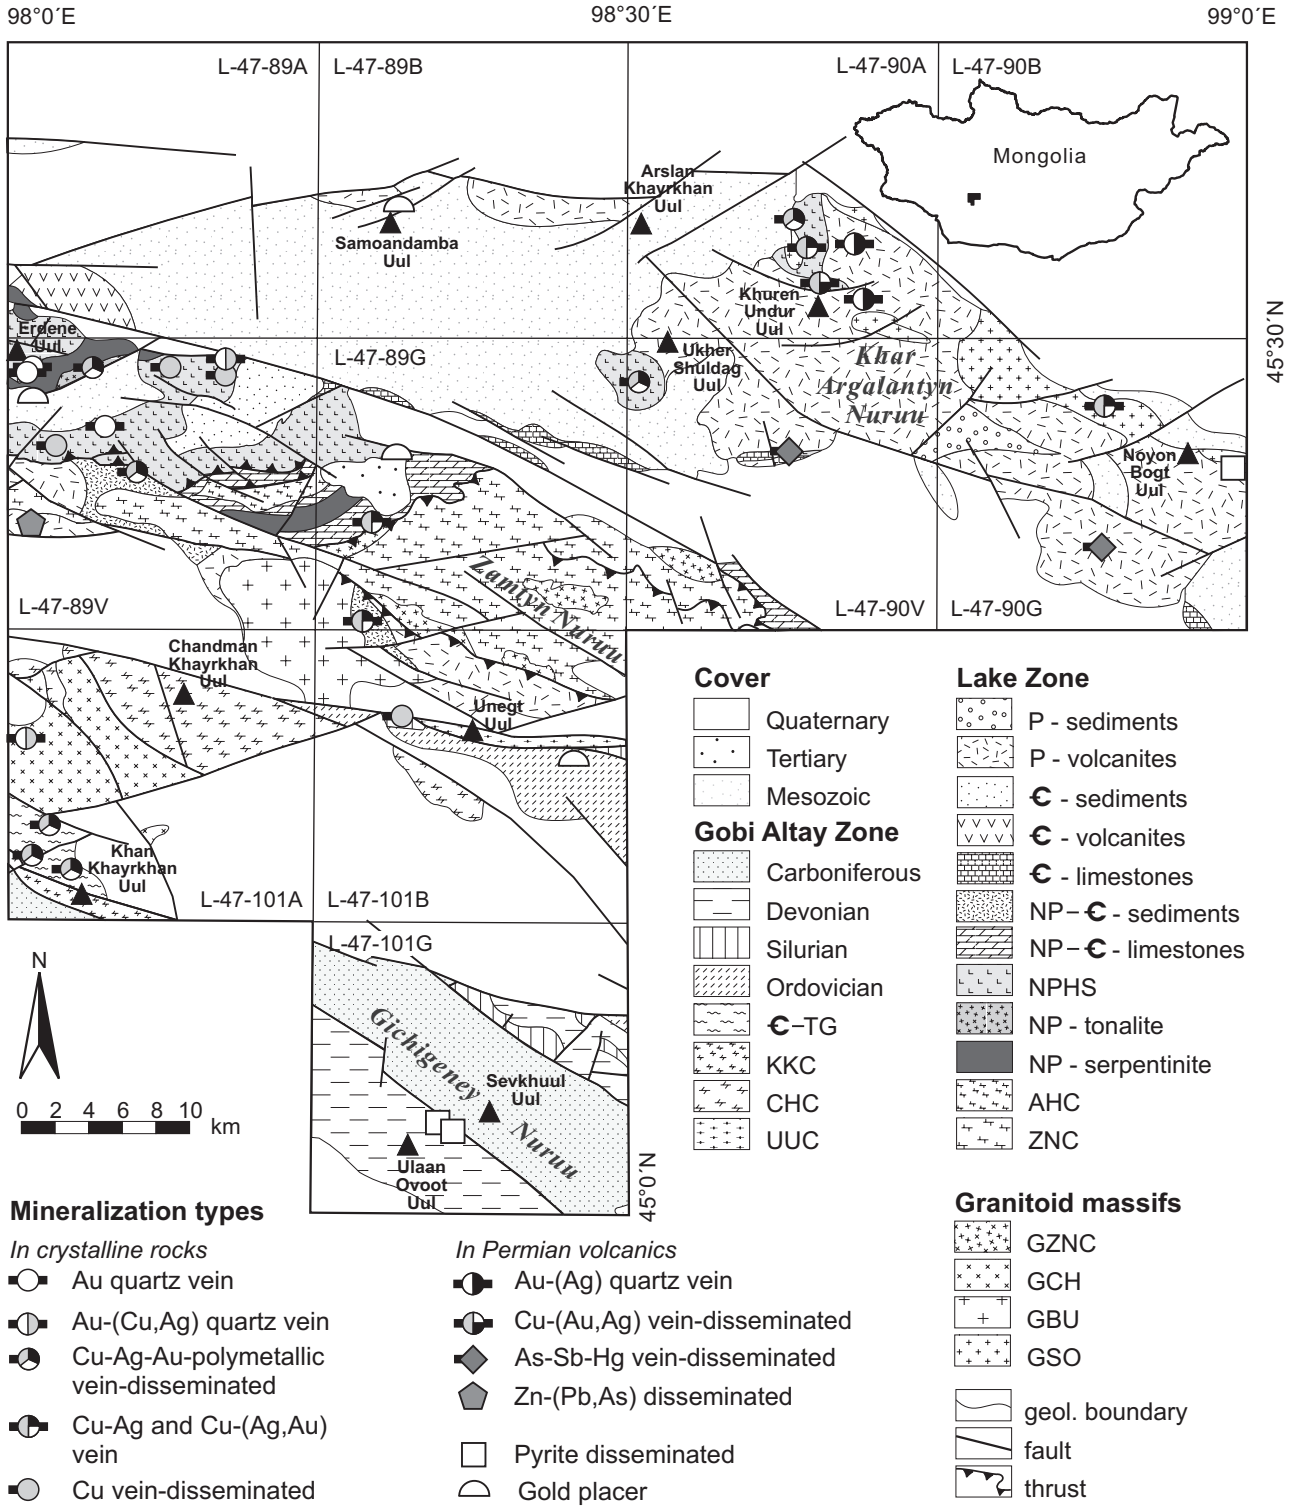 98°0´E
98°30´E
99°0´E
L-47-89A
L-47-89B
L-47-90A
L-47-90B
Mongolia
Arslan
Khayrkhan
Uul
Samoandamba
Uul
Khuren
Undur
Uul
45°30´N
Erdene
Uul
L-47-89G
Ukher
Shuldag
Uul
Khar
Argalantyn
Nuruu
Noyon
Bogt
Uul
Zamtyn Nuruu
L-47-89V
L-47-90V
L-47-90G
Chandman
Khayrkhan
Uul
Unegt
Uul
Khan
Khayrkhan
Uul
L-47-101A
L-47-101B
L-47-101G
Gichigeney
Nuruu
Sevkhuul
Uul
Ulaan
Ovoot
Uul
45°0´N
N
0 2 4 6 8 10
km
Cover
Quaternary
Tertiary
Mesozoic
Gobi Altay Zone
Carboniferous
Devonian
Silurian
Ordovician
Є–TG
KKC
CHC
UUC
Lake Zone
P - sediments
P - volcanites
Є - sediments
Є - volcanites
Є - limestones
NP–Є - sediments
NP–Є - limestones
NPHS
NP - tonalite
NP - serpentinite
AHC
ZNC
Granitoid massifs
GZNC
GCH
GBU
GSO
geol. boundary
fault
thrust
Mineralization types
In crystalline rocks
Au quartz vein
Au-(Cu,Ag) quartz vein
Cu-Ag-Au-polymetallic
vein-disseminated
Cu-Ag and Cu-(Ag,Au)
vein
Cu vein-disseminated
In Permian volcanics
Au-(Ag) quartz vein
Cu-(Au,Ag) vein-disseminated
As-Sb-Hg vein-disseminated
Zn-(Pb,As) disseminated
Pyrite disseminated
Gold placer